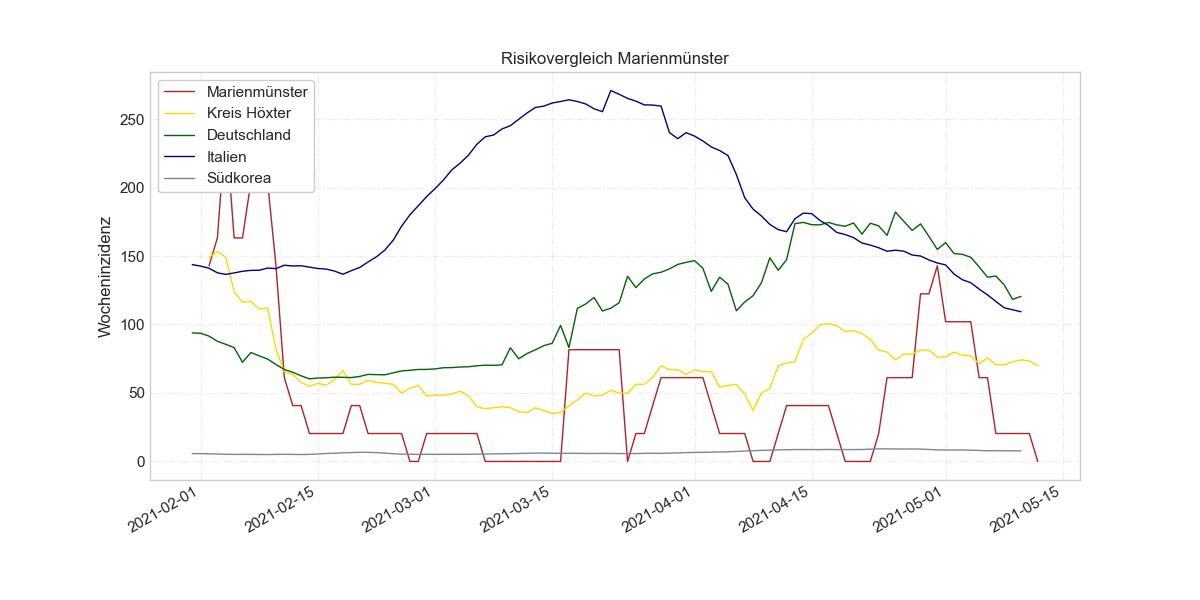 Risikovergleich Marienmünster
Marienmünster
Kreis Höxter
Deutschland
Italien
Südkorea
Wocheninzidenz
250
200
150
100
50
0
2021-02-01
2021-02-15
2021-03-01
2021-03-15
2021-04-01
2021-04-15
2021-05-01
2021-05-15